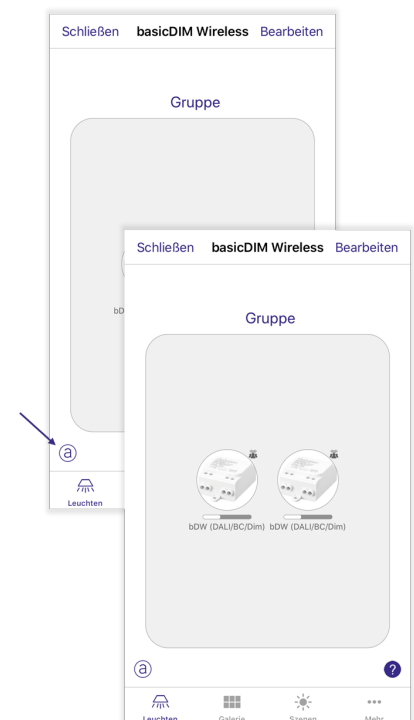 Schließen basicDIM Wireless Bearbeiten
Gruppe
bD
a
Leuchten
Schließen basicDIM Wireless Bearbeiten
Gruppe
bDW (DALI/BC/Dim) bDW (DALI/BC/Dim)
a ?
Leuchten Galerie Szenen Mehr